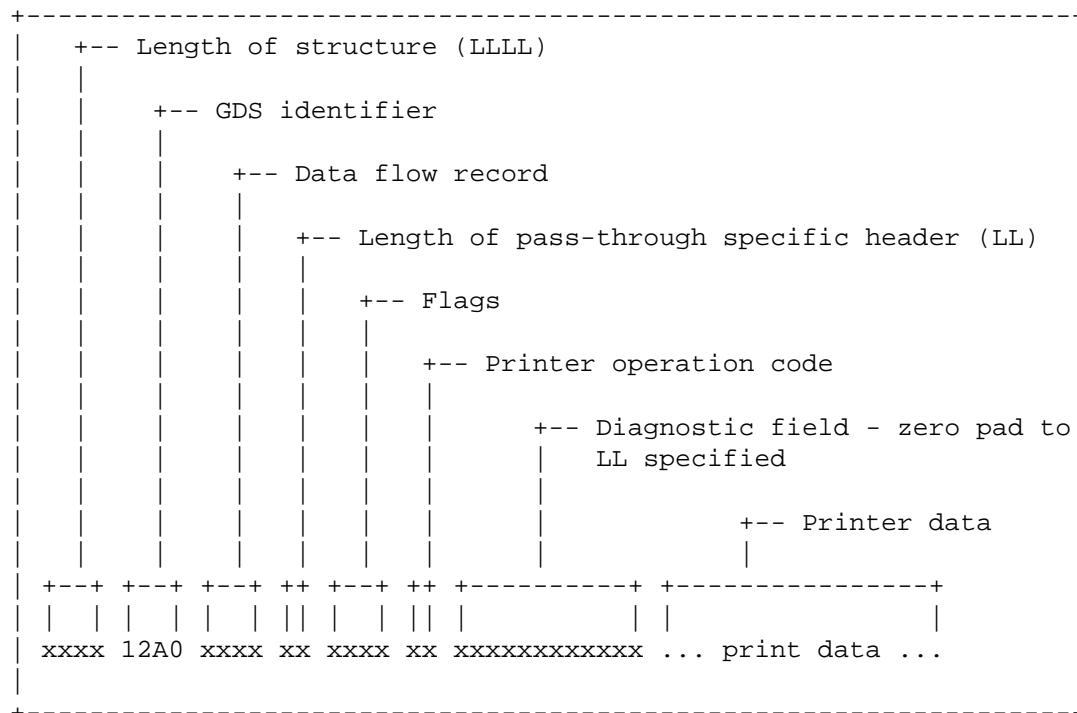 +-- Length of structure (LLLL)
+-- GDS identifier
+-- Data flow record
+-- Length of pass-through specific header (LL)
+-- Flags
+-- Printer operation code
+-- Diagnostic field - zero pad to
LL specified
+-- Printer data
xxxx 12A0 xxxx xx xxxx xx xxxxxxxxxxxx ... print data ...